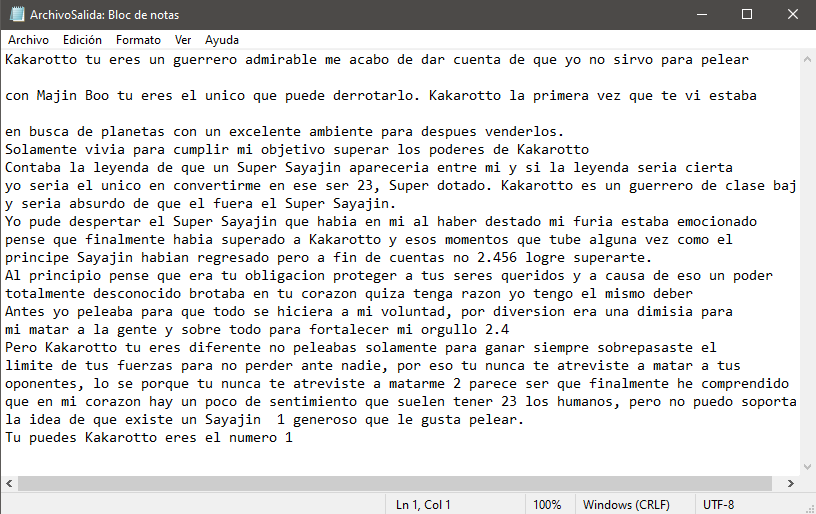 ArchivoSalida: Bloc de notas
Archivo Edición Formato Ver Ayuda
Kakarotto tu eres un guerrero admirable me acabo de dar cuenta de que yo no sirvo para pelear
con Majin Boo tu eres el unico que puede derrotarlo. Kakarotto la primera vez que te vi estaba
en busca de planetas con un excelente ambiente para despues venderlos.
Solamente vivia para cumplir mi objetivo superar los poderes de Kakarotto
Contaba la leyenda de que un Super Sayajin apareceria entre mi y si la leyenda seria cierta
yo seria el unico en convertirme en ese ser 23, Super dotado. Kakarotto es un guerrero de clase baj
y seria absurdo de que el fuera el Super Sayajin.
Yo pude despertar el Super Sayajin que habia en mi al haber destado mi furia estaba emocionado
pense que finalmente habia superado a Kakarotto y esos momentos que tube alguna vez como el
principe Sayajin habian regresado pero a fin de cuentas no 2.456 logre superarte.
Al principio pense que era tu obligacion proteger a tus seres queridos y a causa de eso un poder
totalmente desconocido brotaba en tu corazon quiza tenga razon yo tengo el mismo deber
Antes yo peleaba para que todo se hiciera a mi voluntad, por diversion era una dimisia para
mi matar a la gente y sobre todo para fortalecer mi orgullo 2.4
Pero Kakarotto tu eres diferente no peleabas solamente para ganar siempre sobrepasaste el
limite de tus fuerzas para no perder ante nadie, por eso tu nunca te atreviste a matar a tus
oponentes, lo se porque tu nunca te atreviste a matarme 2 parece ser que finalmente he comprendido
que en mi corazon hay un poco de sentimiento que suelen tener 23 los humanos, pero no puedo soporta
la idea de que existe un Sayajin  1 generoso que le gusta pelear.
Tu puedes Kakarotto eres el numero 1
Ln 1, Col 1 100% Windows (CRLF) UTF-8